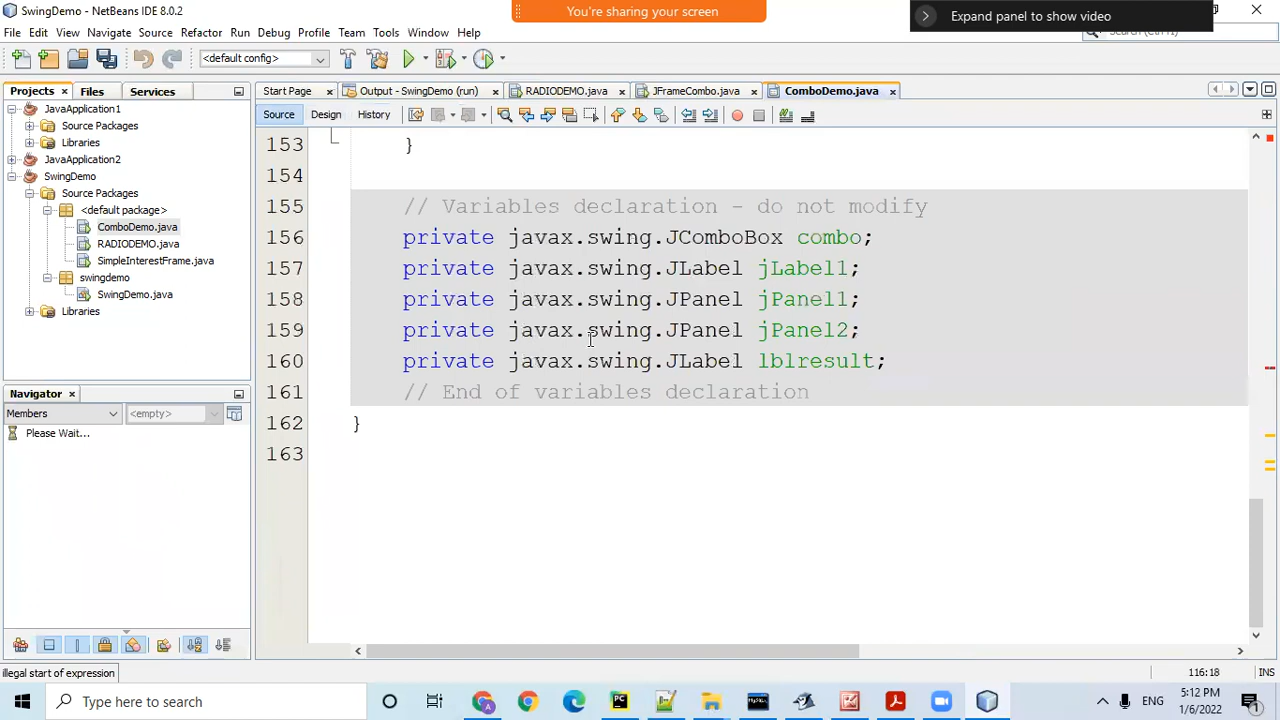 SwingDemo - NetBeans IDE 8.0.2
You're sharing your screen
Expand panel to show video
File Edit View Navigate Source Refactor Run Debug Profile Team Tools Window Help
<default config>
Projects Files Services
Start Page Output - SwingDemo (run) RADIODEMO.java JFrameCombo.java ComboDemo.java
Source Design History
JavaApplication1
Source Packages
Libraries
JavaApplication2
SwingDemo
Source Packages
<default package>
ComboDemo.java
RADIODEMO.java
SimpleInterestFrame.java
swingdemo
SwingDemo.java
Libraries
Navigator
Members <empty>
Please Wait...
153 }
154
155 // Variables declaration - do not modify
156 private javax.swing.JComboBox combo;
157 private javax.swing.JLabel jLabel1;
158 private javax.swing.JPanel jPanel1;
159 private javax.swing.JPanel jPanel2;
160 private javax.swing.JLabel lblresult;
161 // End of variables declaration
162 }
163
illegal start of expression
116:18 INS
Type here to search
ENG
5:12 PM
1/6/2022